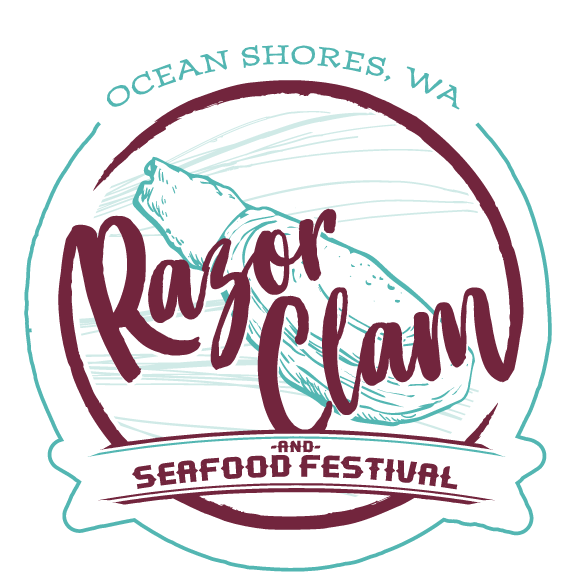 OCEAN SHORES, WA
Razor
Clam
-AND-
SEAFOOD FESTIVAL